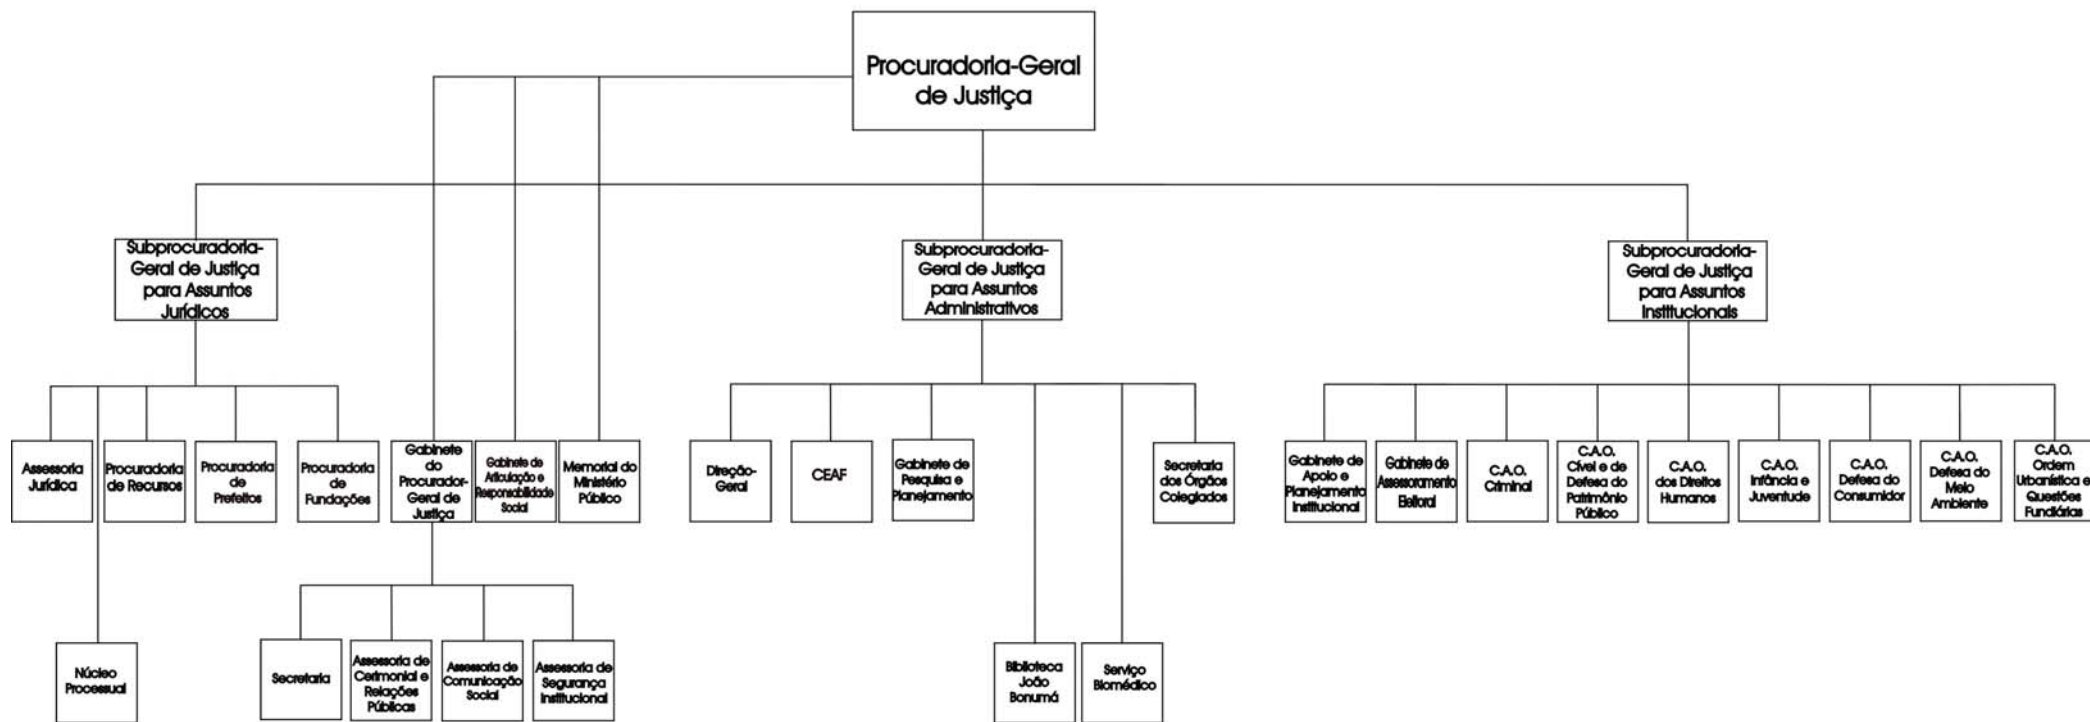 Procuradoria-Geral
de Justiça
Subprocuradoria-
Geral de Justiça
para Assuntos
Jurídicos
Subprocuradoria-
Geral de Justiça
para Assuntos
Administrativos
Subprocuradoria-
Geral de Justiça
para Assuntos
Institucionais
Assessoria
Jurídica
Procuradoria
de Recursos
Procuradoria
de
Prefeitos
Procuradoria
de
Fundações
Gabinete
do
Procurador-
Geral de
Justiça
Gabinete de
Articulação e
Responsabilidade
Social
Memorial do
Ministério
Público
Direção-
Geral
CEAF
Gabinete de
Pesquisa e
Planejamento
Secretaria
dos Órgãos
Colegiados
Gabinete de
Apoio e
Planejamento
Institucional
Gabinete de
Assessoramento
Eleitoral
C.A.O.
Criminal
C.A.O.
Cível e de
Defesa do
Patrimônio
Público
C.A.O.
dos Direitos
Humanos
C.A.O.
Infância e
Juventude
C.A.O.
Defesa do
Consumidor
C.A.O.
Defesa do
Meio
Ambiente
C.A.O.
Ordem
Urbanística e
Questões
Fundiárias
Núcleo
Processual
Secretaria
Assessoria de
Cerimonial e
Relações
Públicas
Assessoria de
Comunicação
Social
Assessoria de
Segurança
Institucional
Biblioteca
João
Bonumá
Serviço
Biomédico